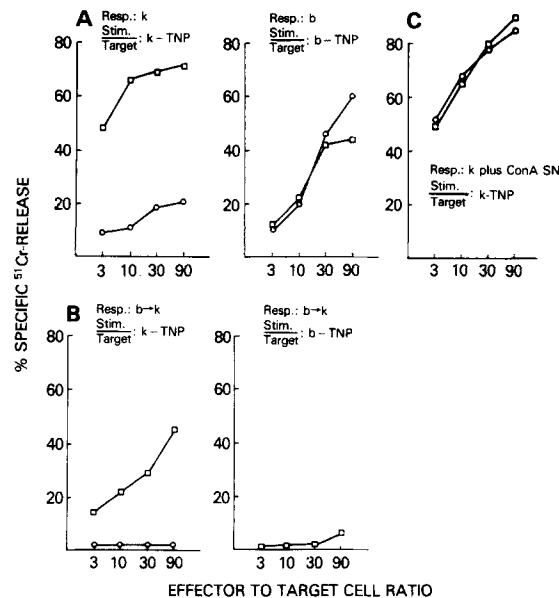 A
Resp.: k
Stim.
Target : k-TNP
80
60
40
20
3 10 30 90
Resp.: b
Stim.
Target : b-TNP
80
60
40
20
3 10 30 90
C
80
60
40
20
Resp.: k plus ConA SN
Stim.
Target : k-TNP
3 10 30 90
% SPECIFIC ⁵¹Cr-RELEASE
B
Resp.: b→k
Stim.
Target : k-TNP
80
60
40
20
3 10 30 90
Resp.: b→k
Stim.
Target : b-TNP
80
60
40
20
3 10 30 90
EFFECTOR TO TARGET CELL RATIO